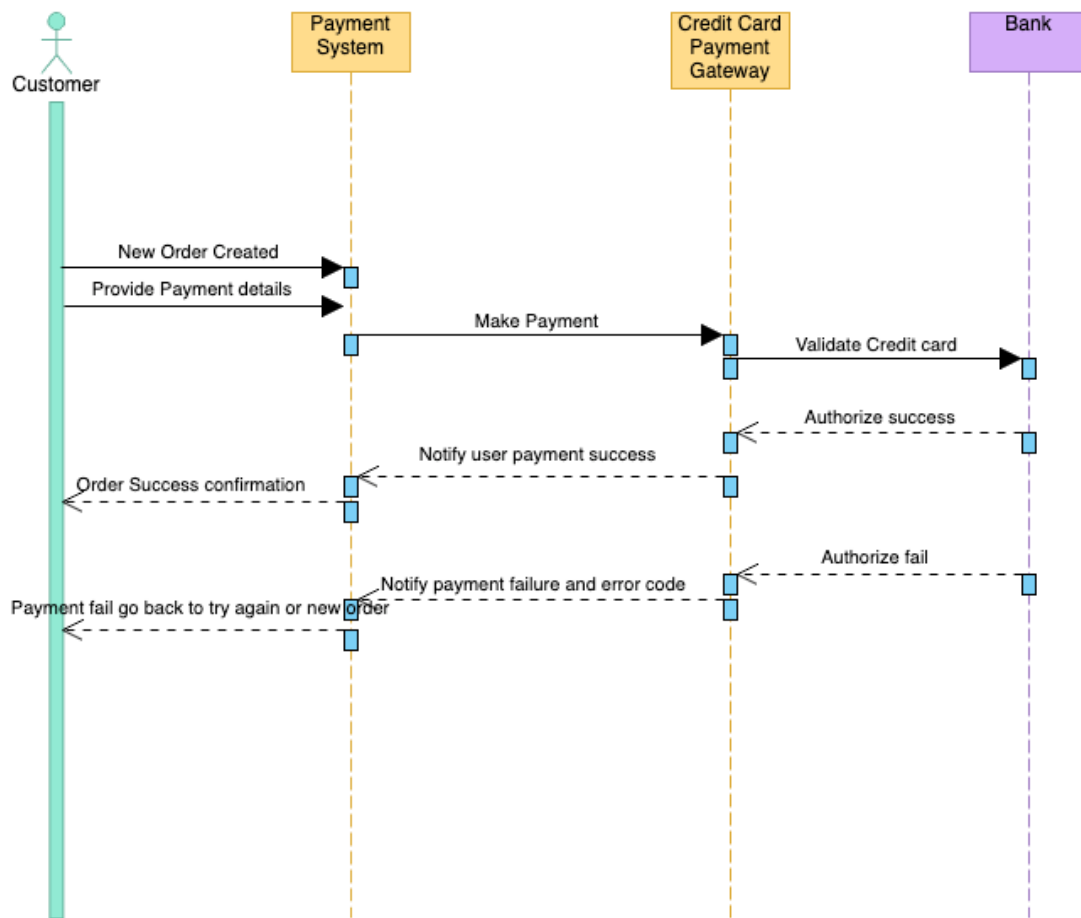 Payment
System
Credit Card
Payment
Gateway
Bank
Customer
New Order Created
Provide Payment details
Make Payment
Validate Credit card
Authorize success
Notify user payment success
Order Success confirmation
Authorize fail
Notify payment failure and error code
Payment fail go back to try again or new order